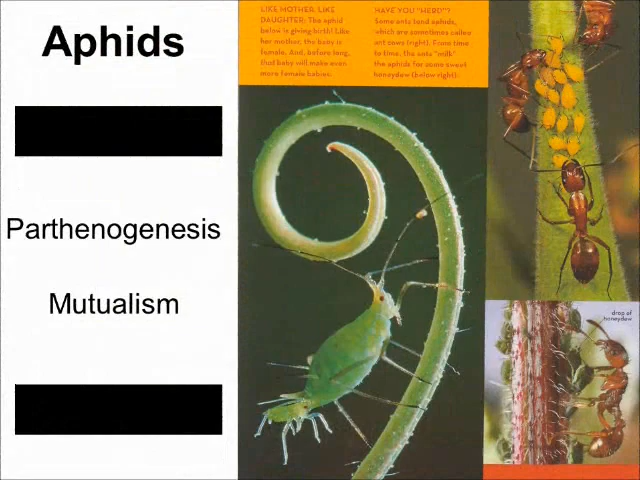 Aphids
Parthenogenesis
Mutualism
LIKE MOTHER, LIKE
DAUGHTER: The aphid
below is giving birth! Like
her mother, the baby is
female. And, before long,
that baby will make even
more female babies.
HAVE YOU "HERD"?
Some ants tend aphids,
which are sometimes called
ant cows (right). From time
to time, the ants "milk"
the aphids for some sweet
honeydew (below right).
drop of
honeydew